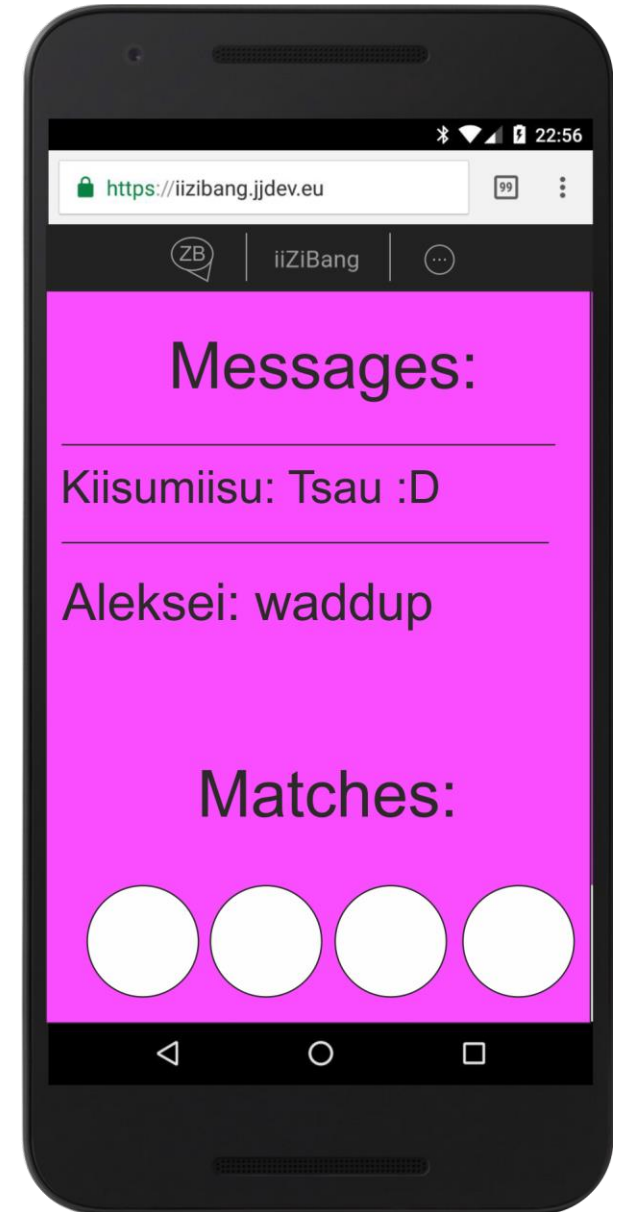 22:56
https://iizibang.jjdev.eu 99
ZB iiZiBang
Messages:
Kiisumiisu: Tsau :D
Aleksei: waddup
Matches: